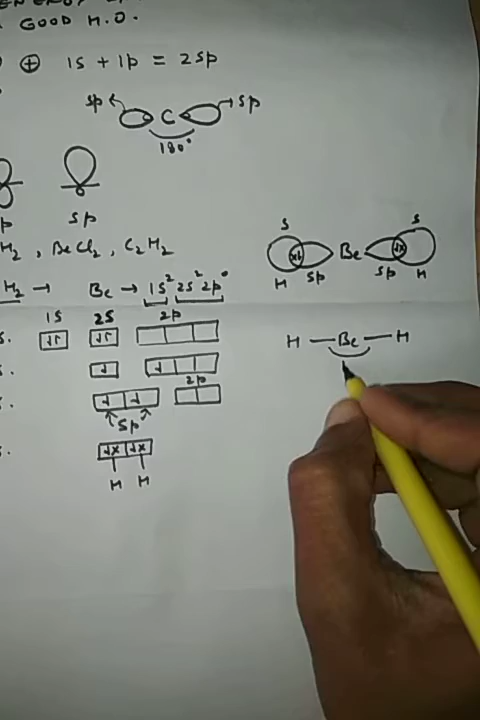 GOOD M.O.
⊕ 1s + 1p = 2sp
sp C sp
180°
sp
H₂, BeCl₂, C₂H₂
H₂ → Be → 1s² 2s² 2p⁰
1s 2s 2p
2p
sp
H H
s s
Be
H sp sp H
H — Be — H